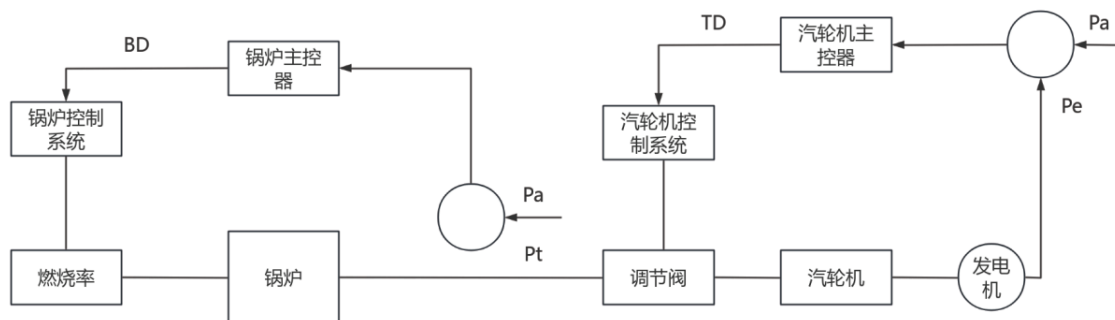 BD
锅炉主控
器
锅炉控制
系统
Pa
Pt
燃烧率
锅炉
TD
汽轮机主
控器
Pa
Pe
汽轮机控
制系统
调节阀
汽轮机
发电
机